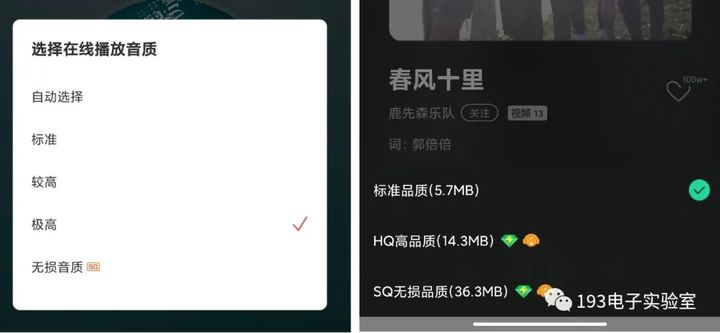 选择在线播放音质
自动选择
标准
较高
极高
无损音质 SQ
春风十里
100w+
鹿先森乐队 关注 视频 13
词：郭倍倍
标准品质(5.7MB)
HQ高品质(14.3MB)
SQ无损品质(36.3MB)
193电子实验室